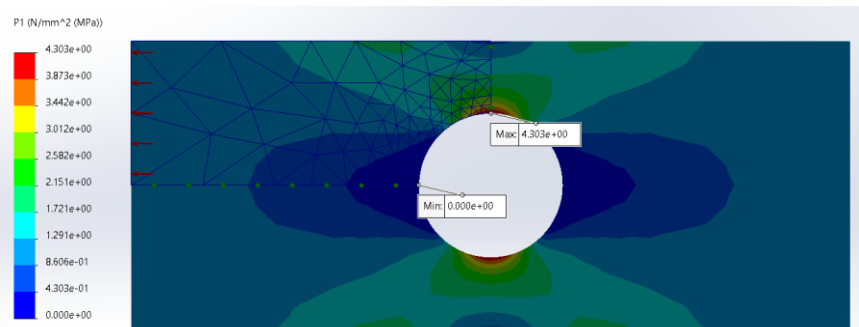 P1 (N/mm^2 (MPa))
4.303e+00
3.873e+00
3.442e+00
3.012e+00
2.582e+00
2.151e+00
1.721e+00
1.291e+00
8.606e-01
4.303e-01
0.000e+00
Max: 4.303e+00
Min: 0.000e+00